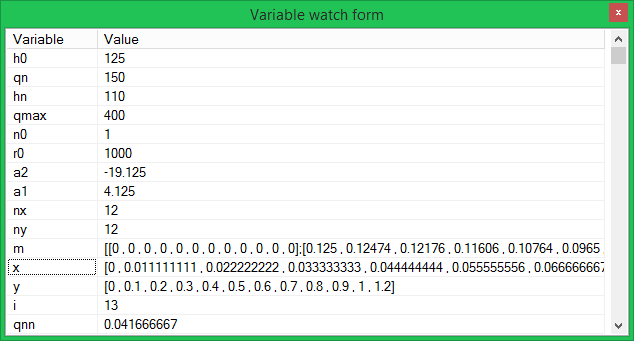 Variable watch form
x
Variable Value
h0 125
qn 150
hn 110
qmax 400
n0 1
r0 1000
a2 -19.125
a1 4.125
nx 12
ny 12
m [[0 , 0 , 0 , 0 , 0 , 0 , 0 , 0 , 0 , 0 , 0 , 0];[0.125 , 0.12474 , 0.12176 , 0.11606 , 0.10764 , 0.0965 ,
x [0 , 0.011111111 , 0.022222222 , 0.033333333 , 0.044444444 , 0.055555556 , 0.066666667
y [0 , 0.1 , 0.2 , 0.3 , 0.4 , 0.5 , 0.6 , 0.7 , 0.8 , 0.9 , 1 , 1.2]
i 13
qnn 0.041666667